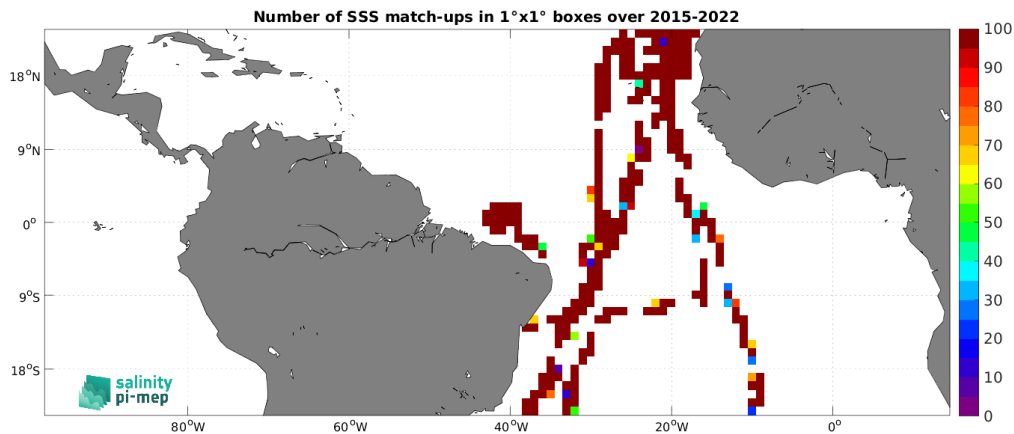 Number of SSS match-ups in 1°x1° boxes over 2015-2022
18°N
9°N
0°
9°S
18°S
80°W
60°W
40°W
20°W
0°
100
90
80
70
60
50
40
30
20
10
0
salinity
pi-mep